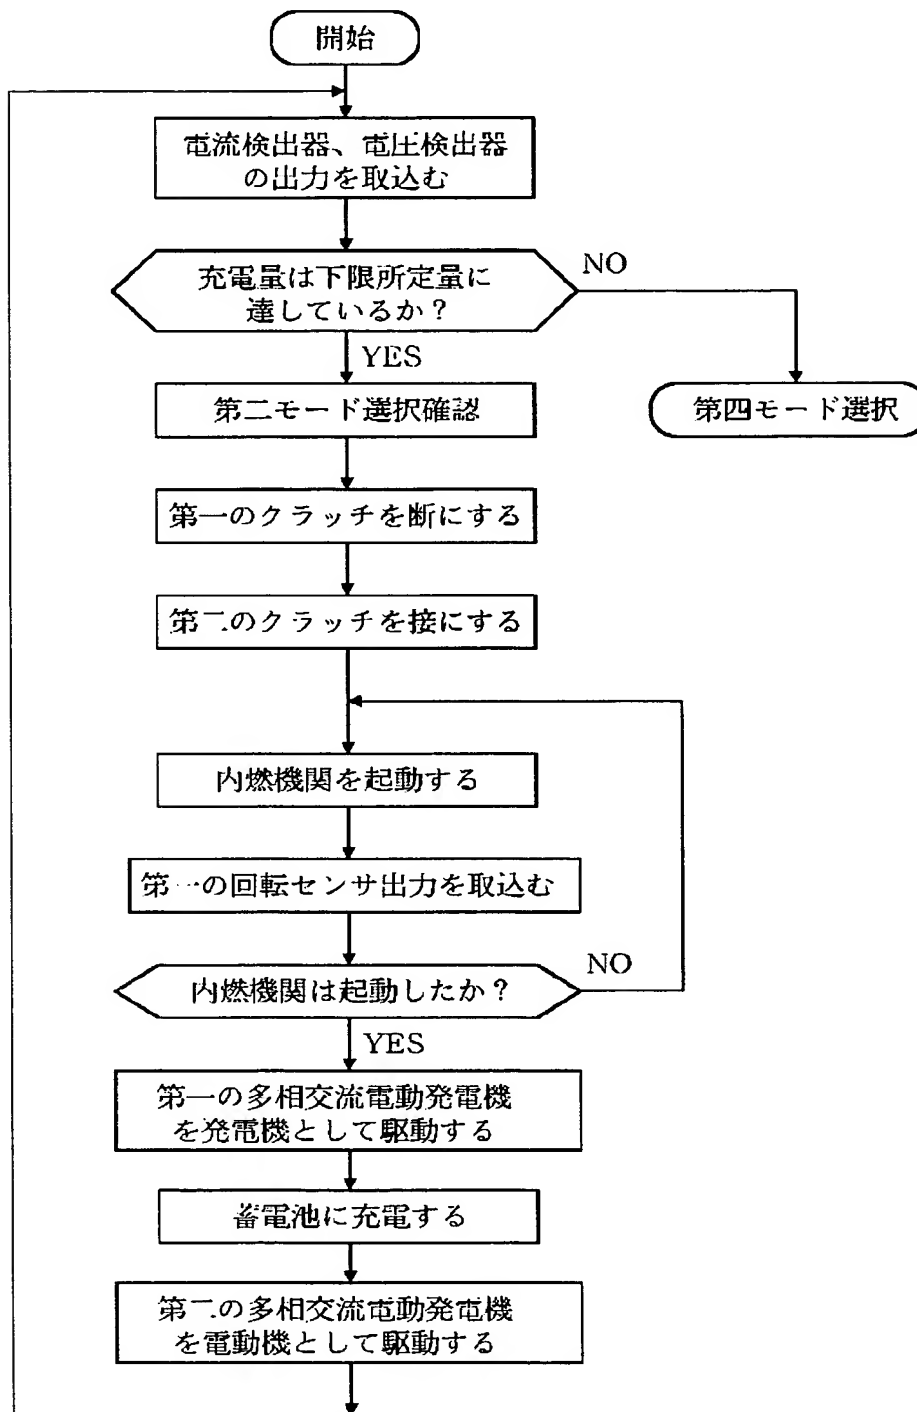 開始
電流検出器、電圧検出器
の出力を取込む
充電量は下限所定量に
達しているか？
NO
YES
第二モード選択確認
第四モード選択
第一のクラッチを断にする
第二のクラッチを接にする
内燃機関を起動する
第一の回転センサ出力を取込む
内燃機関は起動したか？
NO
YES
第一の多相交流電動発電機
を発電機として駆動する
蓄電池に充電する
第二の多相交流電動発電機
を電動機として駆動する